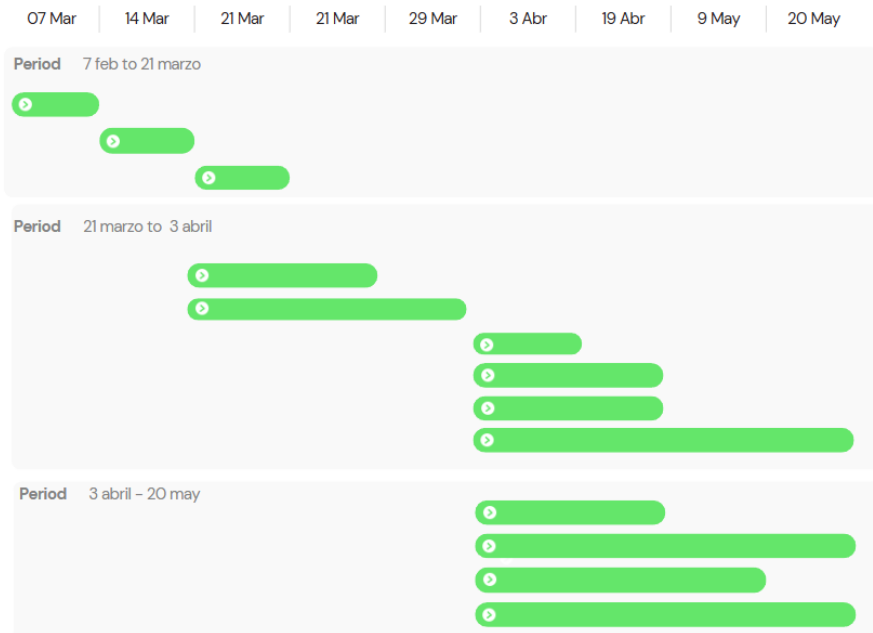 07 Mar 14 Mar 21 Mar 21 Mar 29 Mar 3 Abr 19 Abr 9 May 20 May
Period 7 feb to 21 marzo
Period 21 marzo to 3 abril
Period 3 abril - 20 may